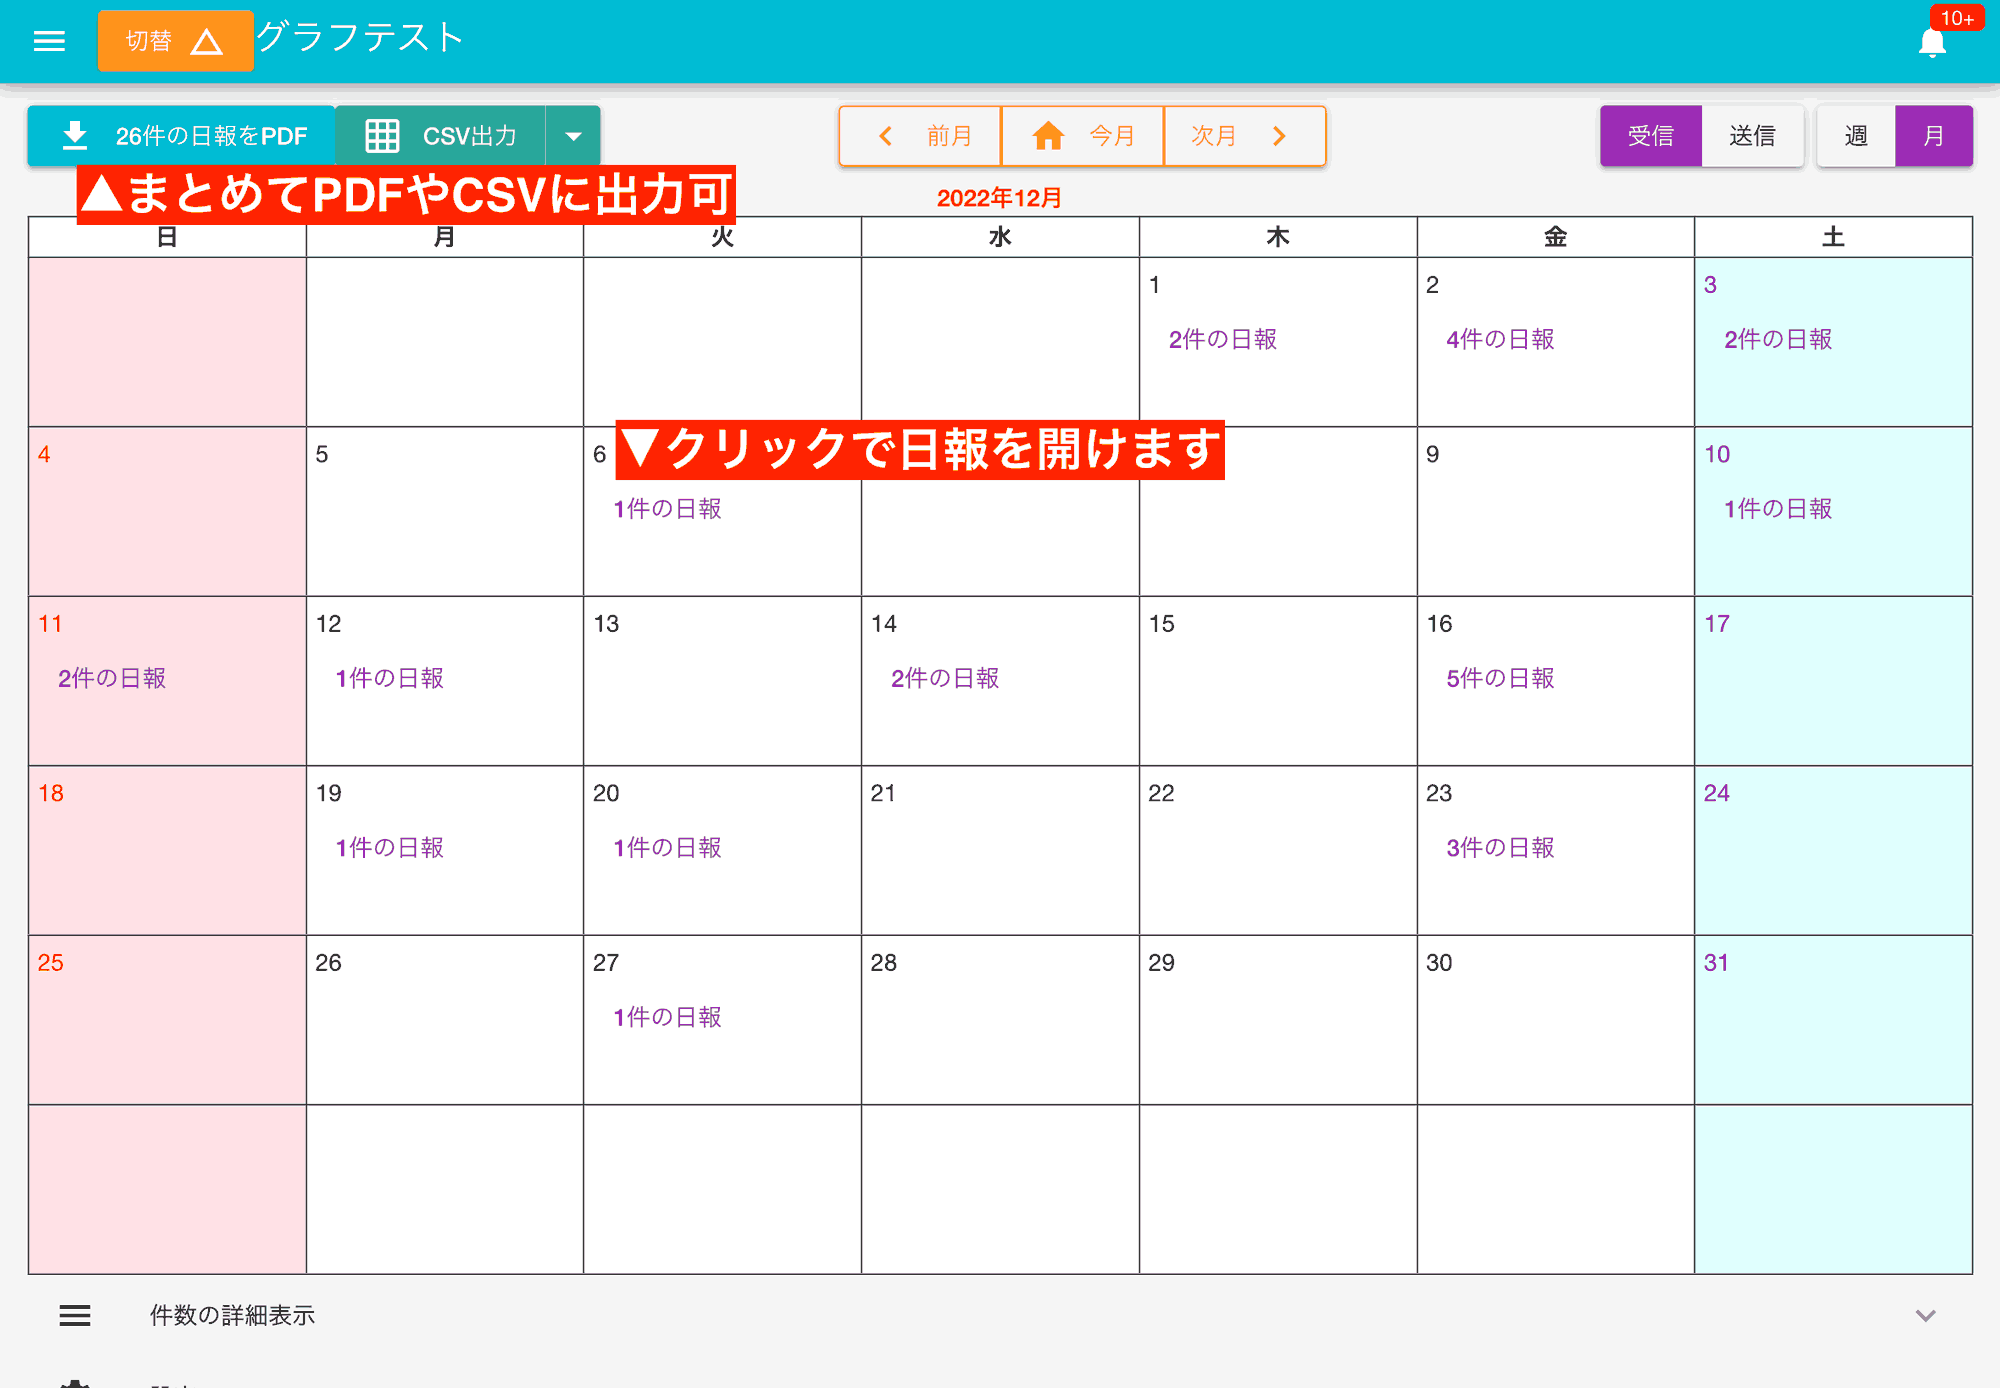 切替 グラフテスト 10+
26件の日報をPDF CSV出力 前月 今月 次月 受信 送信 週 月
▲まとめてPDFやCSVに出力可
2022年12月
日 月 火 水 木 金 土
1 2 3
2件の日報 4件の日報 2件の日報
4 5 6 ▼クリックで日報を開けます 9 10
1件の日報 1件の日報
11 12 13 14 15 16 17
2件の日報 1件の日報 2件の日報 5件の日報
18 19 20 21 22 23 24
1件の日報 1件の日報 3件の日報
25 26 27 28 29 30 31
1件の日報
件数の詳細表示